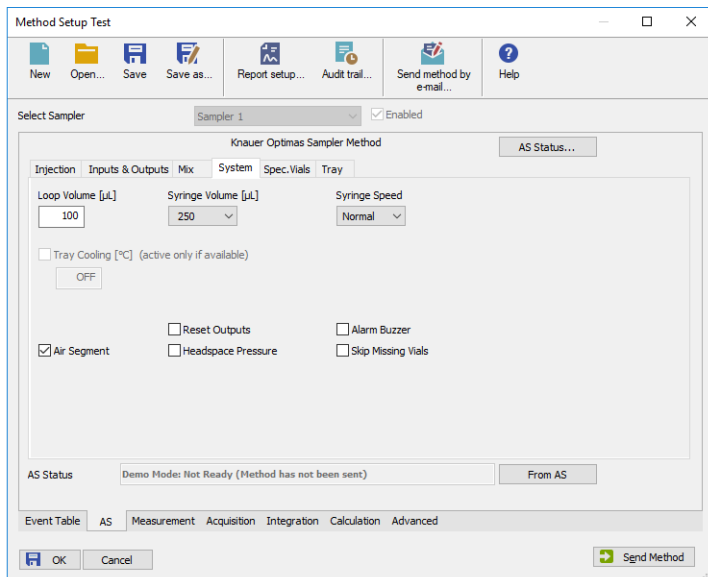 Method Setup Test
New Open... Save Save as... Report setup... Audit trail... Send method by e-mail... Help
Select Sampler Sampler 1 Enabled
Knauer Optimas Sampler Method AS Status...
Injection Inputs & Outputs Mix System Spec.Vials Tray
Loop Volume [µL] Syringe Volume [µL] Syringe Speed
100 250 Normal
Tray Cooling [°C] (active only if available)
OFF
Reset Outputs Alarm Buzzer
Air Segment Headspace Pressure Skip Missing Vials
AS Status Demo Mode: Not Ready (Method has not been sent) From AS
Event Table AS Measurement Acquisition Integration Calculation Advanced
OK Cancel Send Method